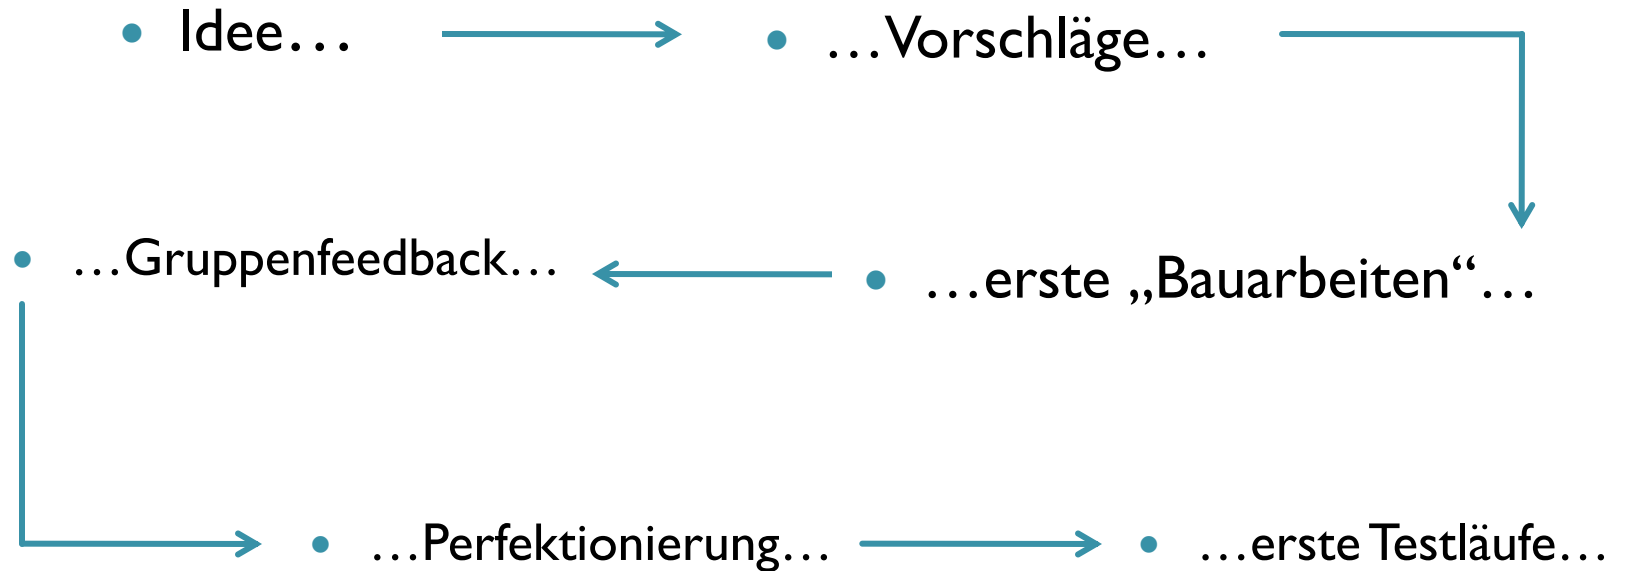 • Idee…
• …Vorschläge…
• …erste „Bauarbeiten“…
• …Gruppenfeedback…
• …Perfektionierung…
• …erste Testläufe…